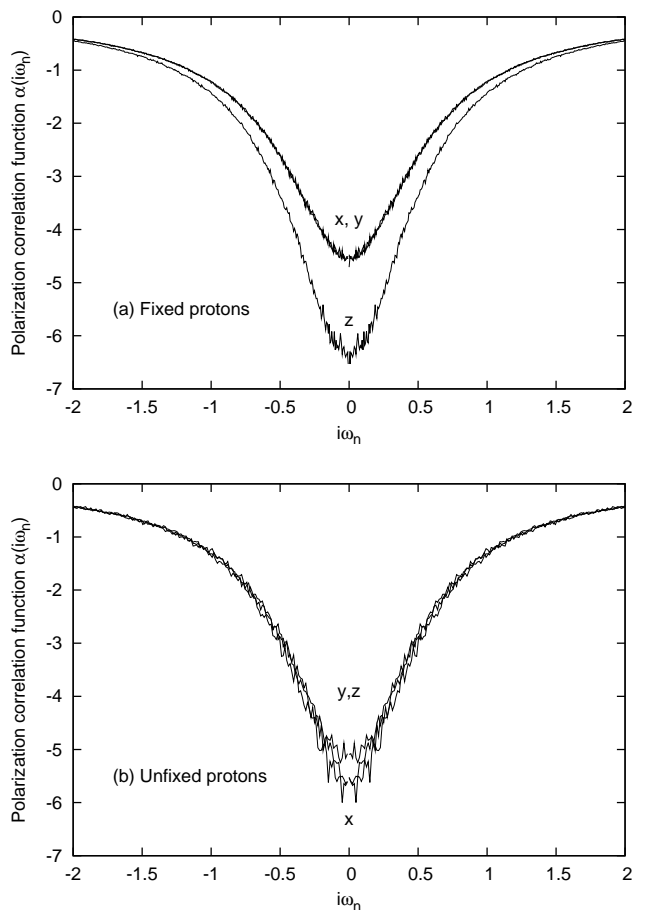 0
-1
-2
-3
-4
-5
-6
-7
Polarization correlation function α(iωn)
x, y
z
(a) Fixed protons
-2 -1.5 -1 -0.5 0 0.5 1 1.5 2
iωn
0
-1
-2
-3
-4
-5
-6
-7
Polarization correlation function α(iωn)
y,z
(b) Unfixed protons
x
-2 -1.5 -1 -0.5 0 0.5 1 1.5 2
iωn